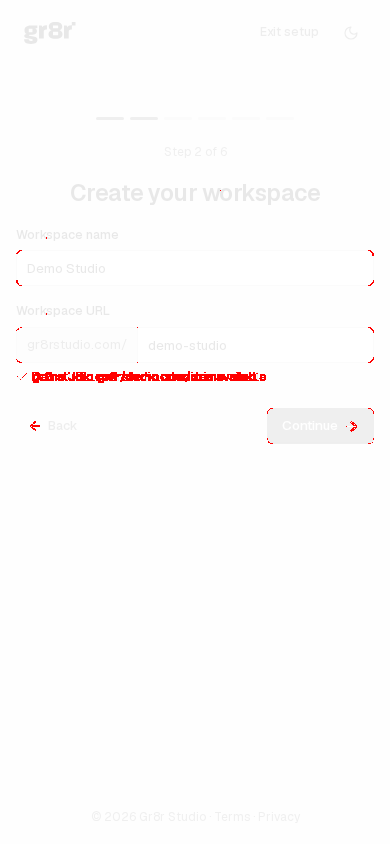 gr8r
Exit setup
Step 2 of 6
Create your workspace
Workspace name
Demo Studio
Workspace URL
gr8rstudio.com/ demo-studio
Back
Continue
© 2026 Gr8r Studio · Terms · Privacy